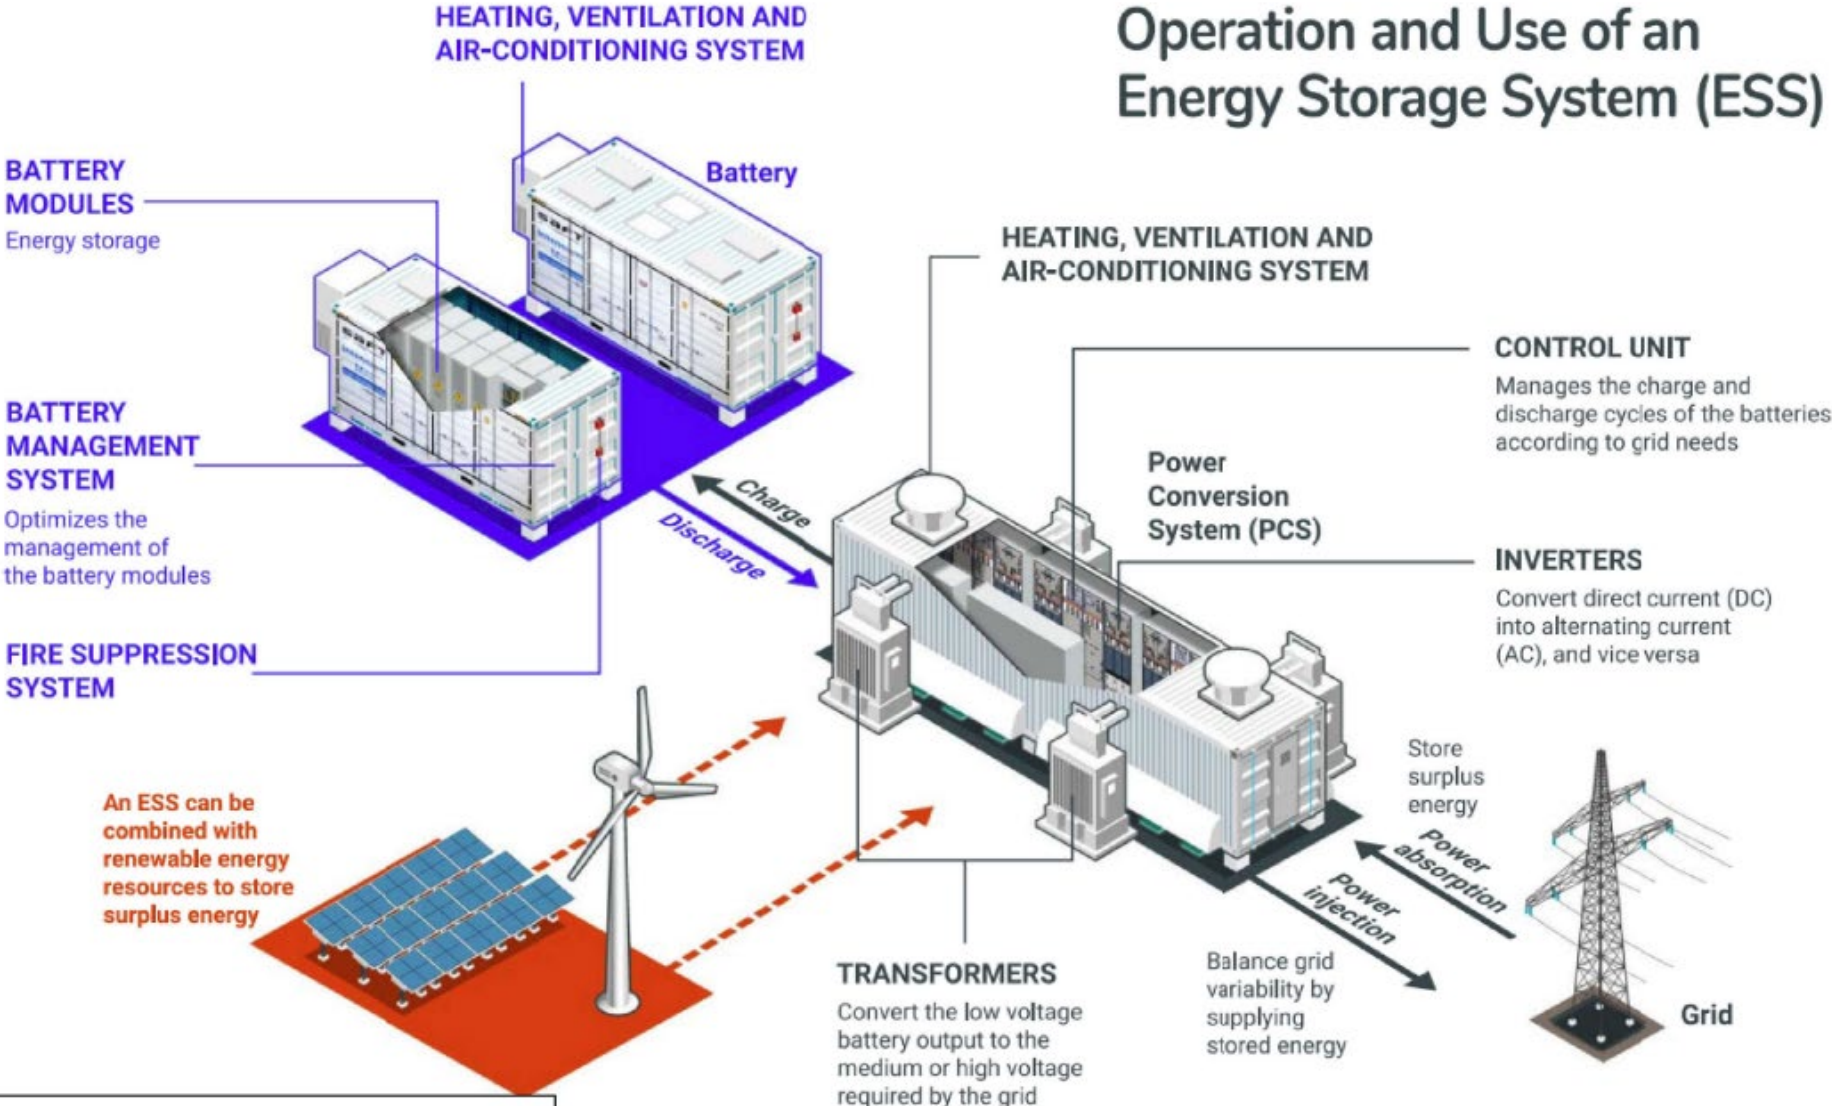 Operation and Use of an
Energy Storage System (ESS)
HEATING, VENTILATION AND
AIR-CONDITIONING SYSTEM
Battery
BATTERY
MODULES
Energy storage
BATTERY
MANAGEMENT
SYSTEM
Optimizes the
management of
the battery modules
FIRE SUPPRESSION
SYSTEM
Charge
Discharge
HEATING, VENTILATION AND
AIR-CONDITIONING SYSTEM
CONTROL UNIT
Manages the charge and
discharge cycles of the batteries
according to grid needs
Power
Conversion
System (PCS)
INVERTERS
Convert direct current (DC)
into alternating current
(AC), and vice versa
An ESS can be
combined with
renewable energy
resources to store
surplus energy
TRANSFORMERS
Convert the low voltage
battery output to the
medium or high voltage
required by the grid
Store
surplus
energy
Power
absorption
Power
injection
Balance grid
variability by
supplying
stored energy
Grid